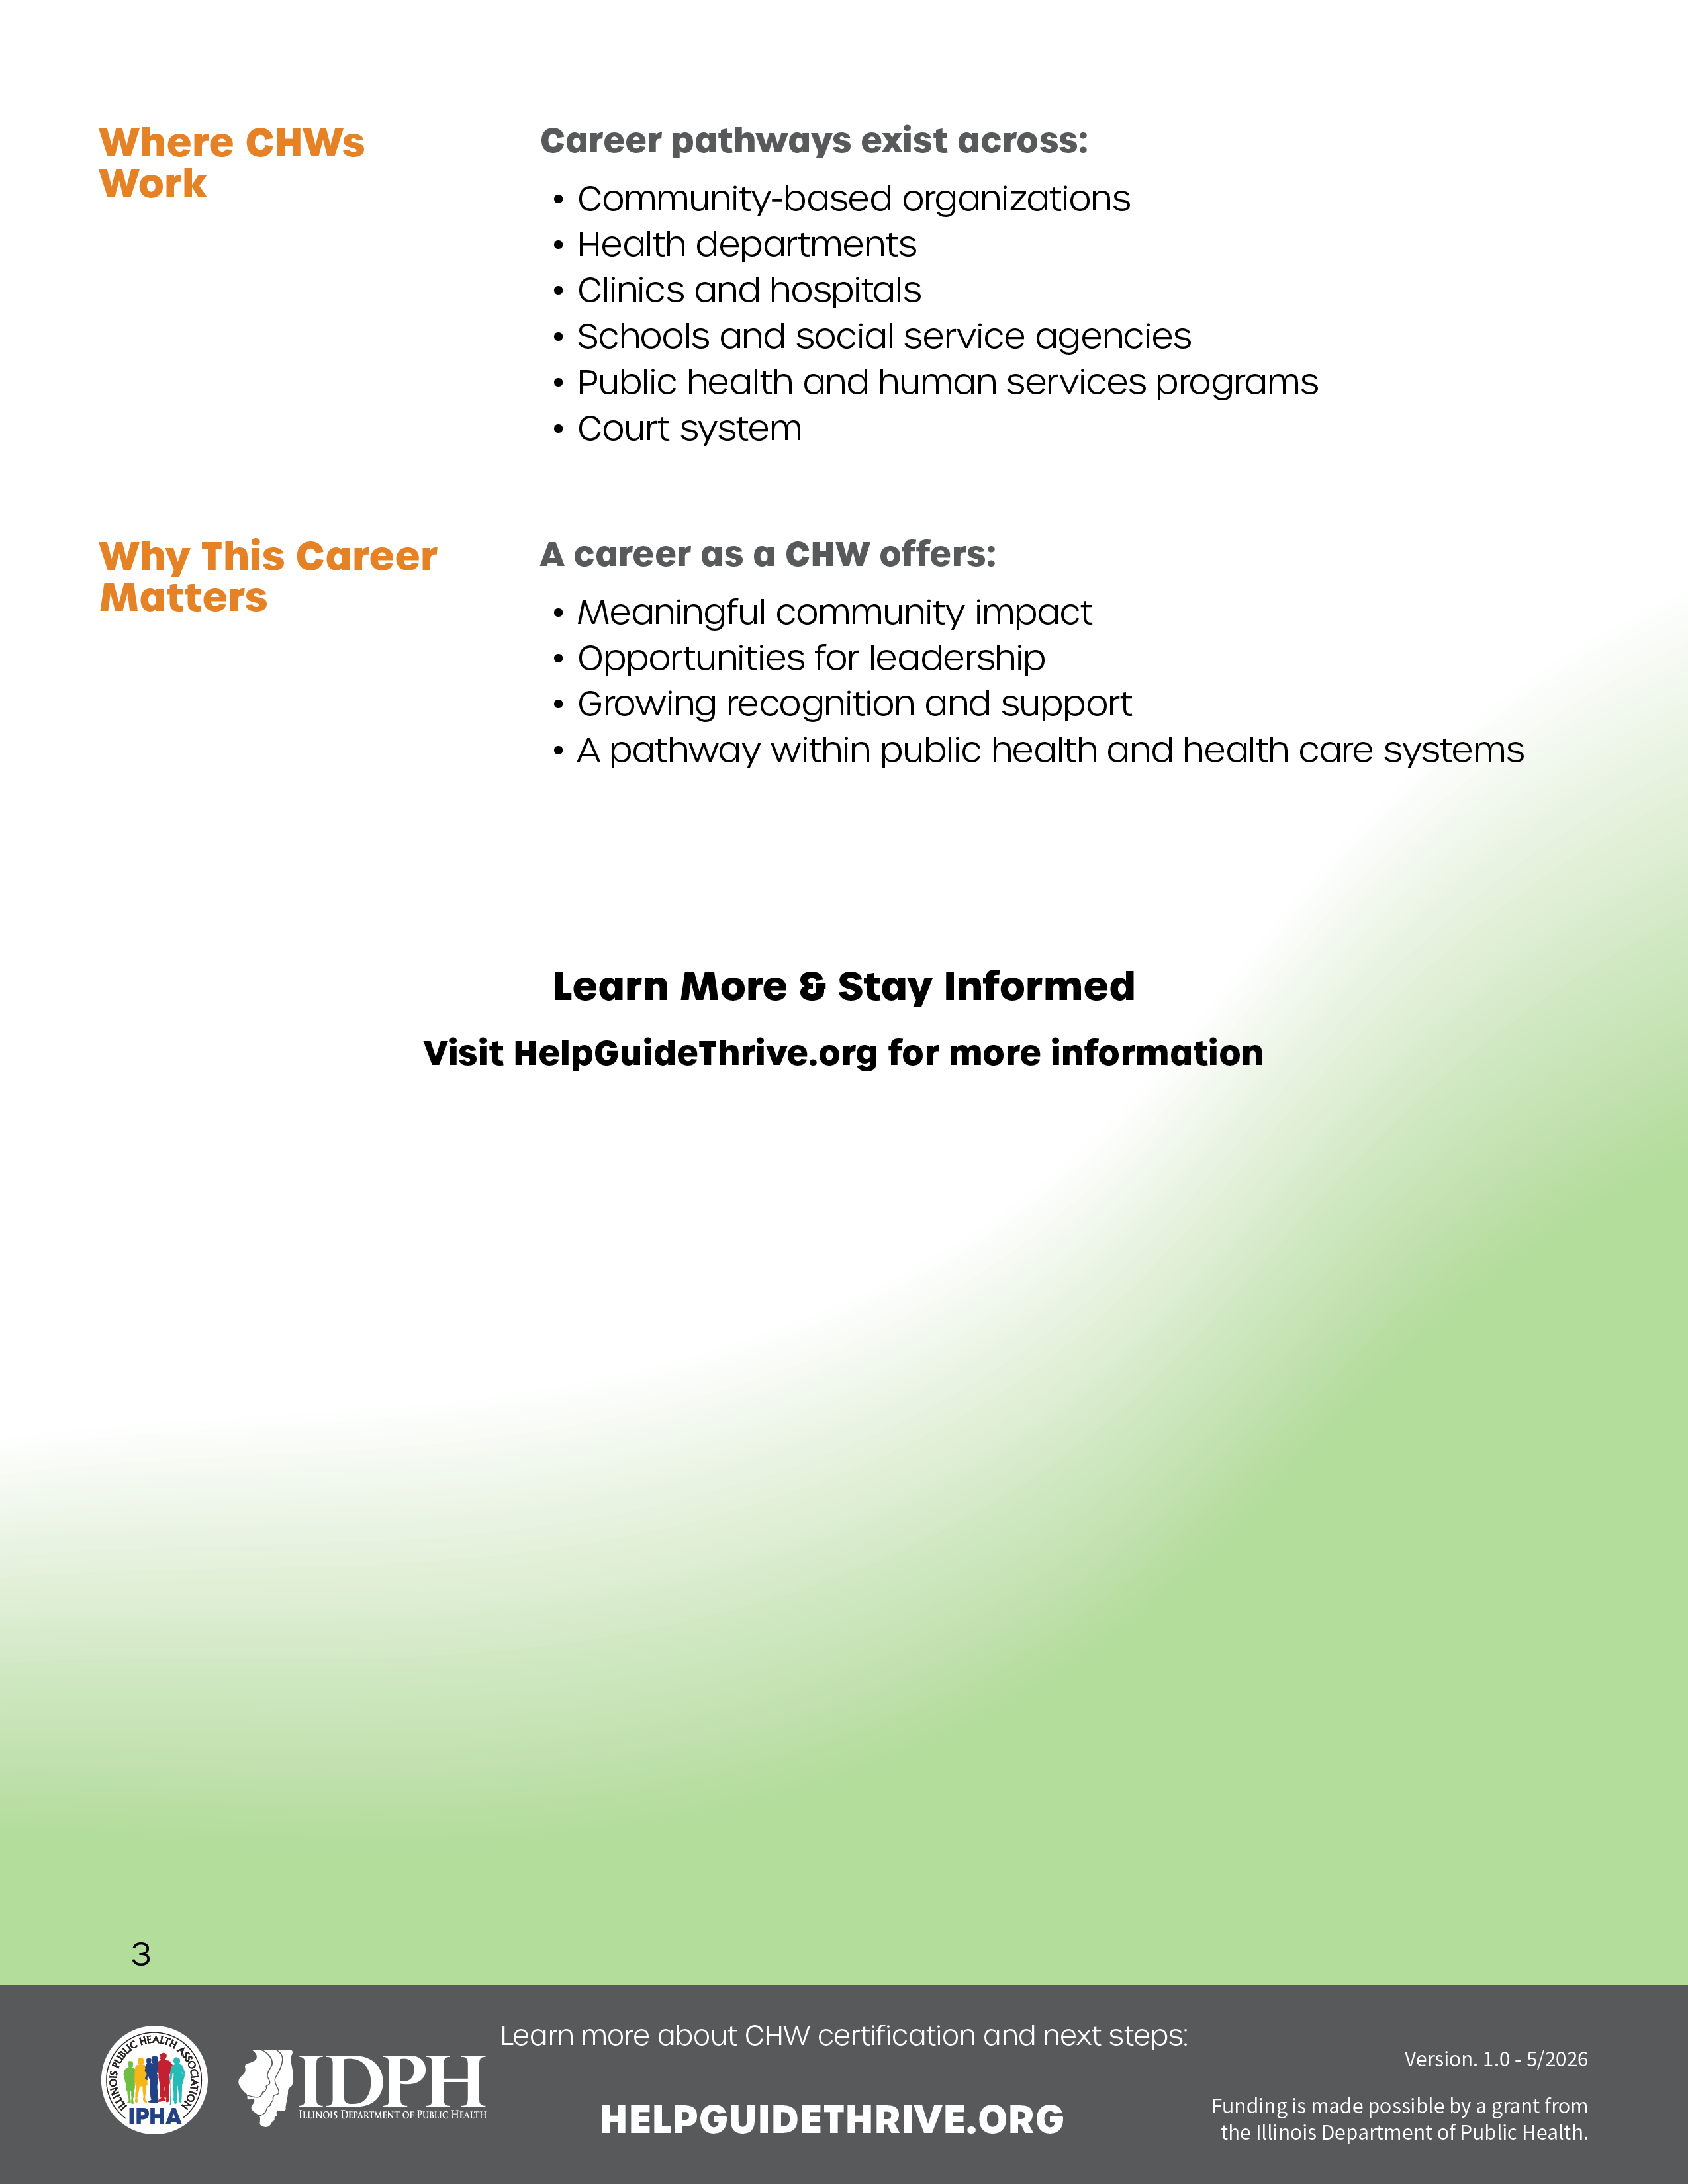 Where CHWs
Work
Career pathways exist across:
• Community-based organizations
• Health departments
• Clinics and hospitals
• Schools and social service agencies
• Public health and human services programs
• Court system
Why This Career
Matters
A career as a CHW offers:
• Meaningful community impact
• Opportunities for leadership
• Growing recognition and support
• A pathway within public health and health care systems
Learn More & Stay Informed
Visit HelpGuideThrive.org for more information
3
ILLINOIS PUBLIC HEALTH ASSOCIATION
IPHA
IDPH
ILLINOIS DEPARTMENT OF PUBLIC HEALTH
Learn more about CHW certification and next steps:
HELPGUIDETHRIVE.ORG
Version. 1.0 - 5/2026
Funding is made possible by a grant from
the Illinois Department of Public Health.